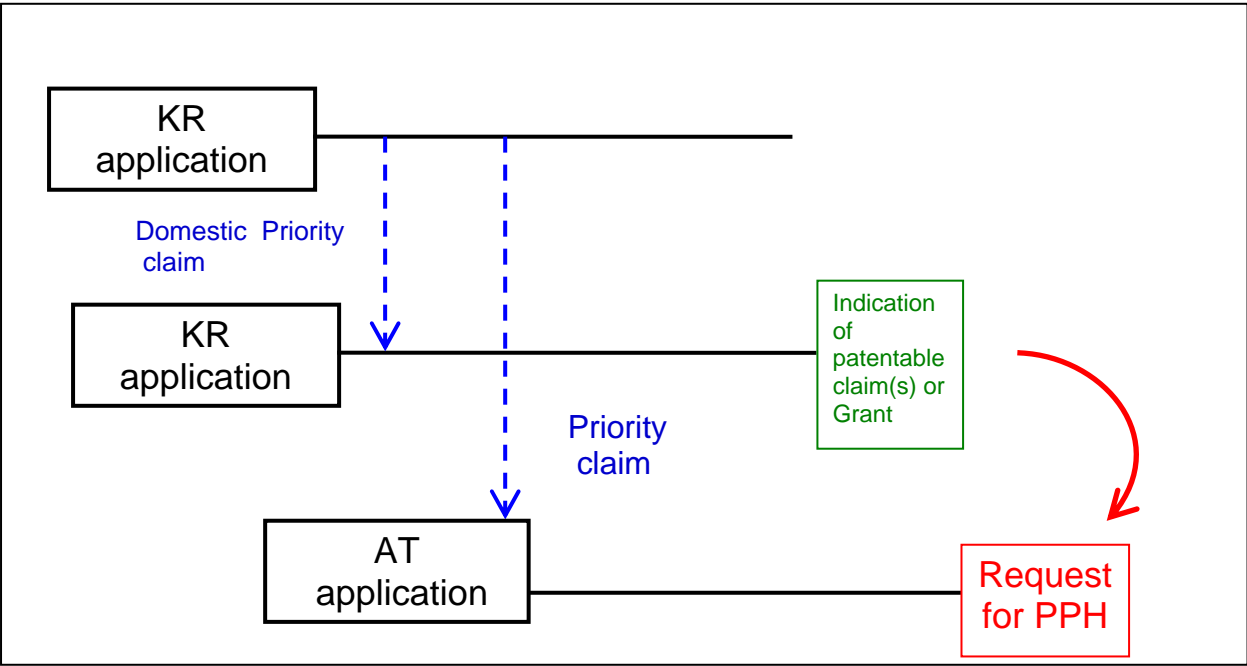 KR
application
Domestic Priority
claim
KR
application
Indication
of
patentable
claim(s) or
Grant
Priority
claim
AT
application
Request
for PPH